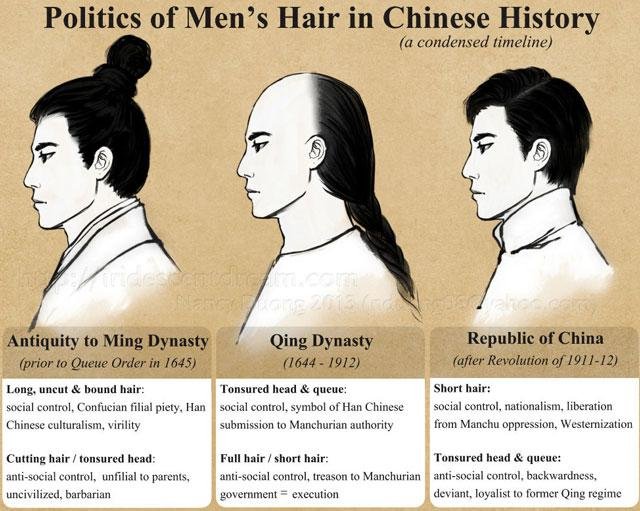 Politics of Men's Hair in Chinese History
(a condensed timeline)
http://iridescentdream.com
Antiquity to Ming Dynasty
(prior to Queue Order in 1645)
Long, uncut & bound hair:
social control, Confucian filial piety, Han
Chinese culturalism, virility
Cutting hair / tonsured head:
anti-social control, unfilial to parents,
uncivilized, barbarian
Qing Dynasty
(1644 - 1912)
Tonsured head & queue:
social control, symbol of Han Chinese
submission to Manchurian authority
Full hair / short hair:
anti-social control, treason to Manchurian
government = execution
Republic of China
(after Revolution of 1911-12)
Short hair:
social control, nationalism, liberation
from Manchu oppression, Westernization
Tonsured head & queue:
anti-social control, backwardness,
deviant, loyalist to former Qing regime